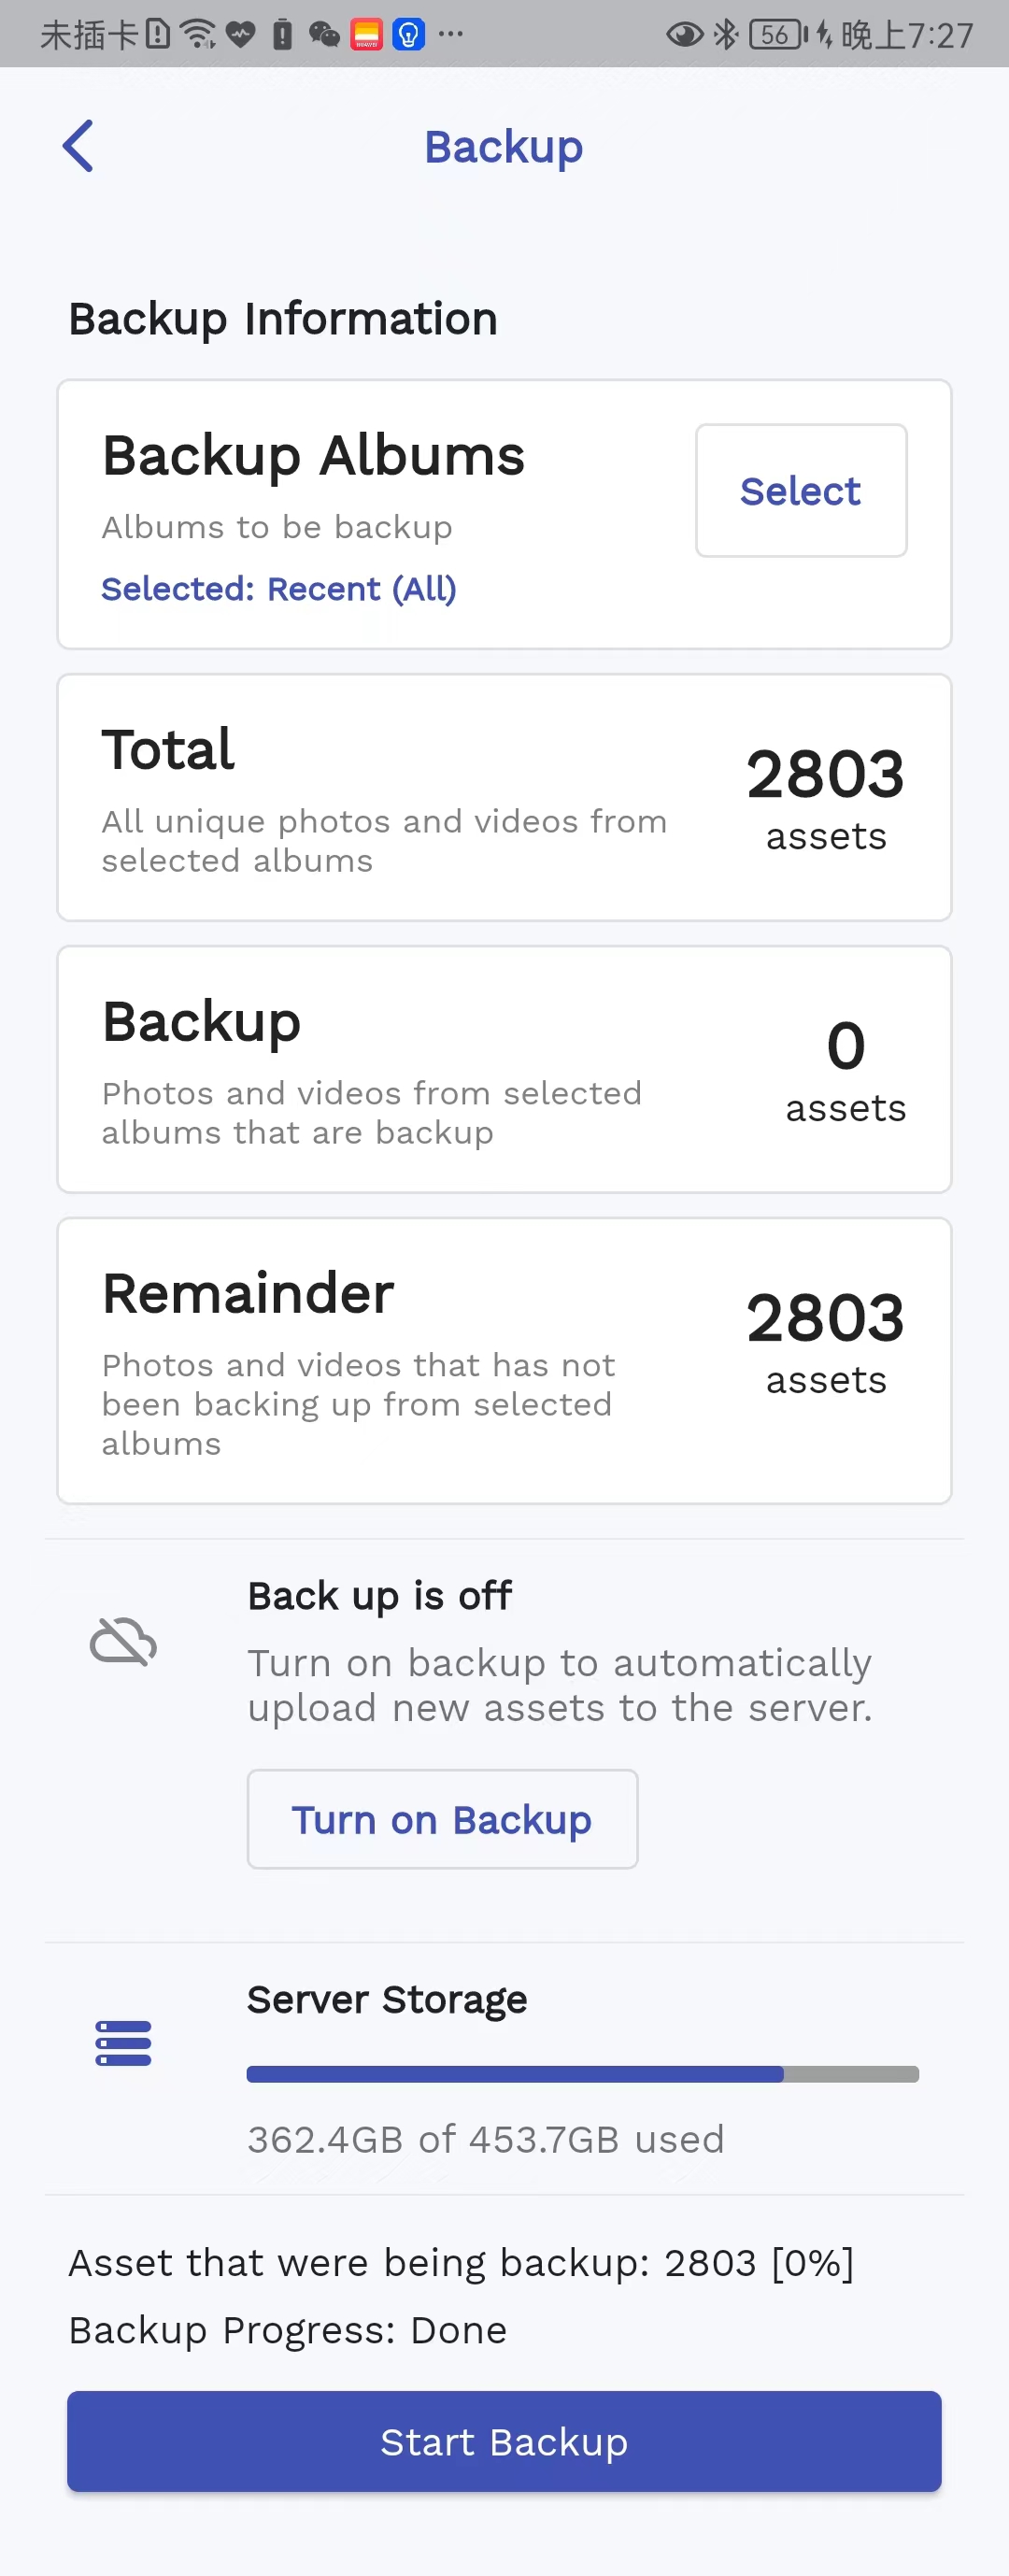 未插卡 56 晚上7:27
Backup
Backup Information
Backup Albums
Select
Albums to be backup
Selected: Recent (All)
Total
2803
assets
All unique photos and videos from
selected albums
Backup
0
assets
Photos and videos from selected
albums that are backup
Remainder
2803
assets
Photos and videos that has not
been backing up from selected
albums
Back up is off
Turn on backup to automatically
upload new assets to the server.
Turn on Backup
Server Storage
362.4GB of 453.7GB used
Asset that were being backup: 2803 [0%]
Backup Progress: Done
Start Backup